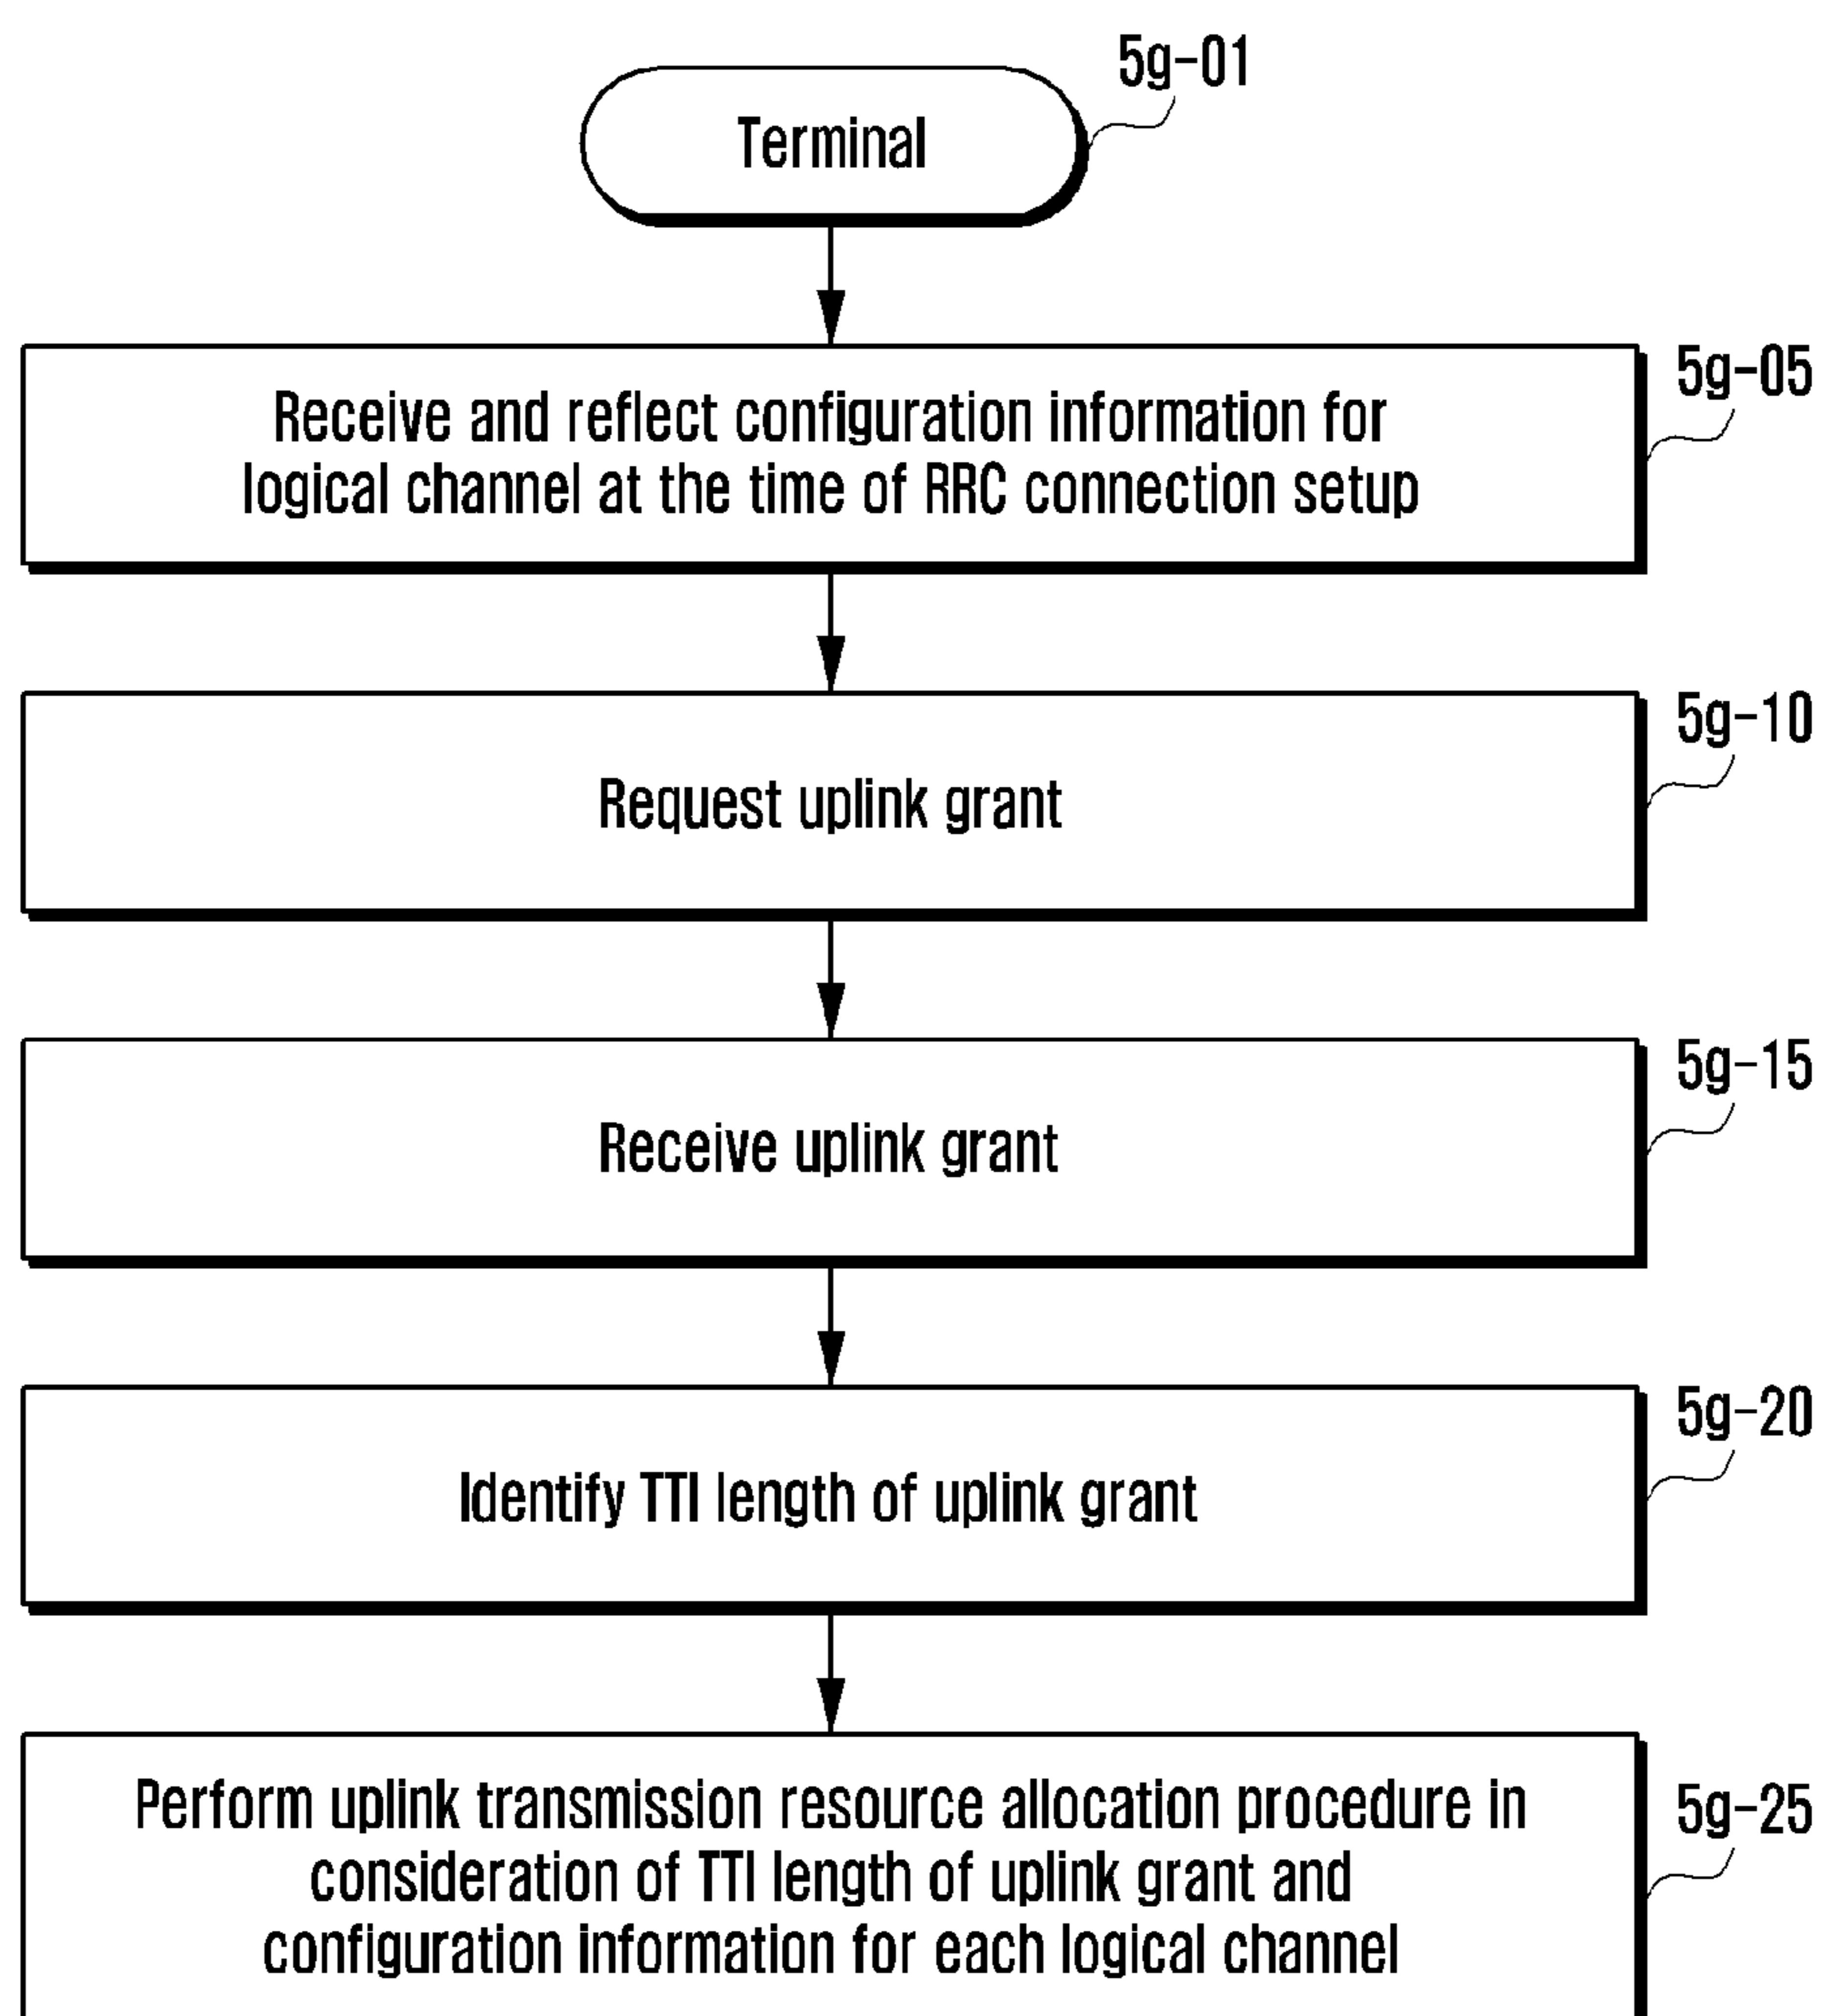 5g-01
Terminal
5g-05
Receive and reflect configuration information for
logical channel at the time of RRC connection setup
5g-10
Request uplink grant
5g-15
Receive uplink grant
5g-20
Identify TTI length of uplink grant
5g-25
Perform uplink transmission resource allocation procedure in
consideration of TTI length of uplink grant and
configuration information for each logical channel